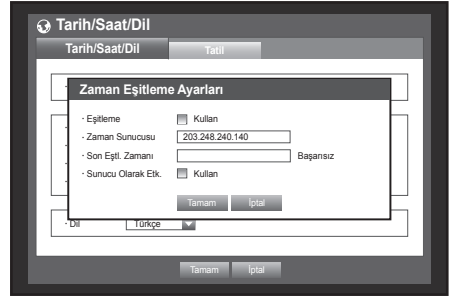 Tarih/Saat/Dil
Tarih/Saat/Dil Tatil
Zaman Eşitleme Ayarları
· Eşitleme Kullan
· Zaman Sunucusu 203.248.240.140
· Son Eştl. Zamanı Başarısız
· Sunucu Olarak Etk. Kullan
Tamam İptal
· Dil Türkçe
Tamam İptal